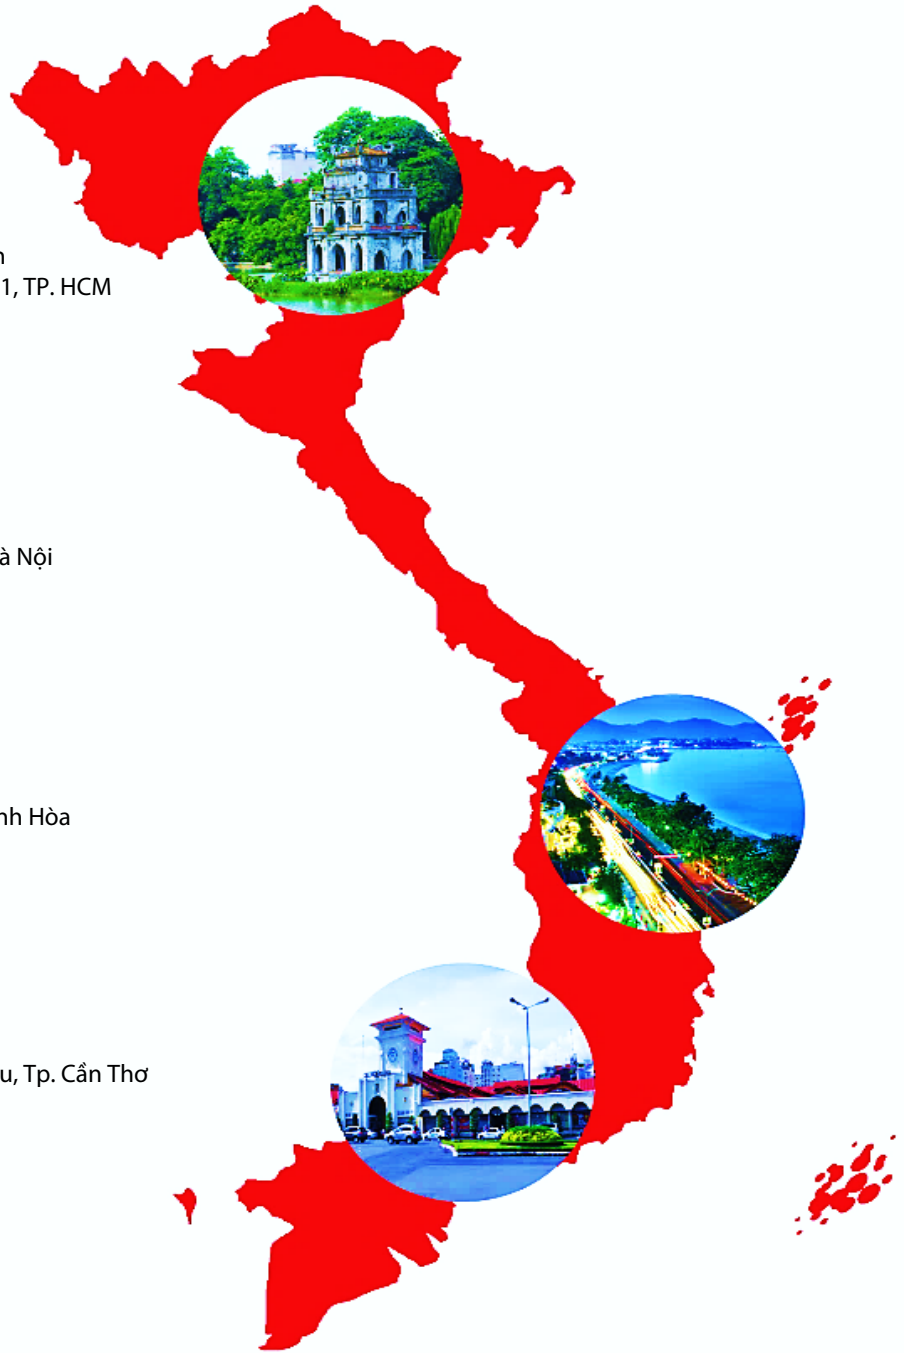 n
1, TP. HCM
à Nội
nh Hòa
u, Tp. Cần Thơ